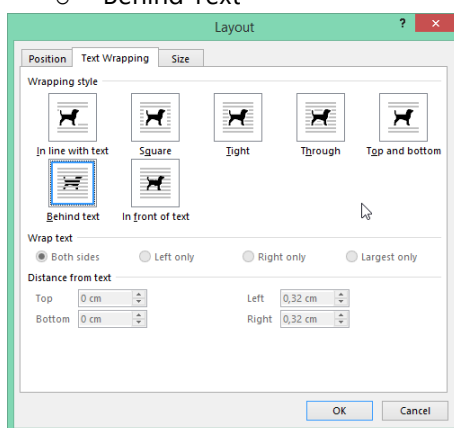 ○ Behind Text
Layout ? ×
Position Text Wrapping Size
Wrapping style
In line with text Square Tight Through Top and bottom
Behind text In front of text
Wrap text
Both sides Left only Right only Largest only
Distance from text
Top 0 cm Left 0,32 cm
Bottom 0 cm Right 0,32 cm
OK Cancel